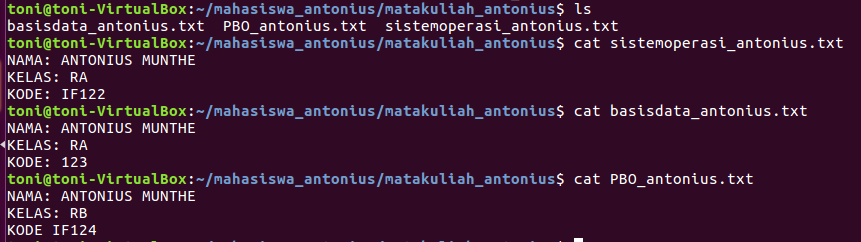 toni@toni-VirtualBox:~/mahasiswa_antonius/matakuliah_antonius$ ls
basisdata_antonius.txt  PBO_antonius.txt  sistemoperasi_antonius.txt
toni@toni-VirtualBox:~/mahasiswa_antonius/matakuliah_antonius$ cat sistemoperasi_antonius.txt
NAMA: ANTONIUS MUNTHE
KELAS: RA
KODE: IF122
toni@toni-VirtualBox:~/mahasiswa_antonius/matakuliah_antonius$ cat basisdata_antonius.txt
NAMA: ANTONIUS MUNTHE
KELAS: RA
KODE: 123
toni@toni-VirtualBox:~/mahasiswa_antonius/matakuliah_antonius$ cat PBO_antonius.txt
NAMA: ANTONIUS MUNTHE
KELAS: RB
KODE IF124